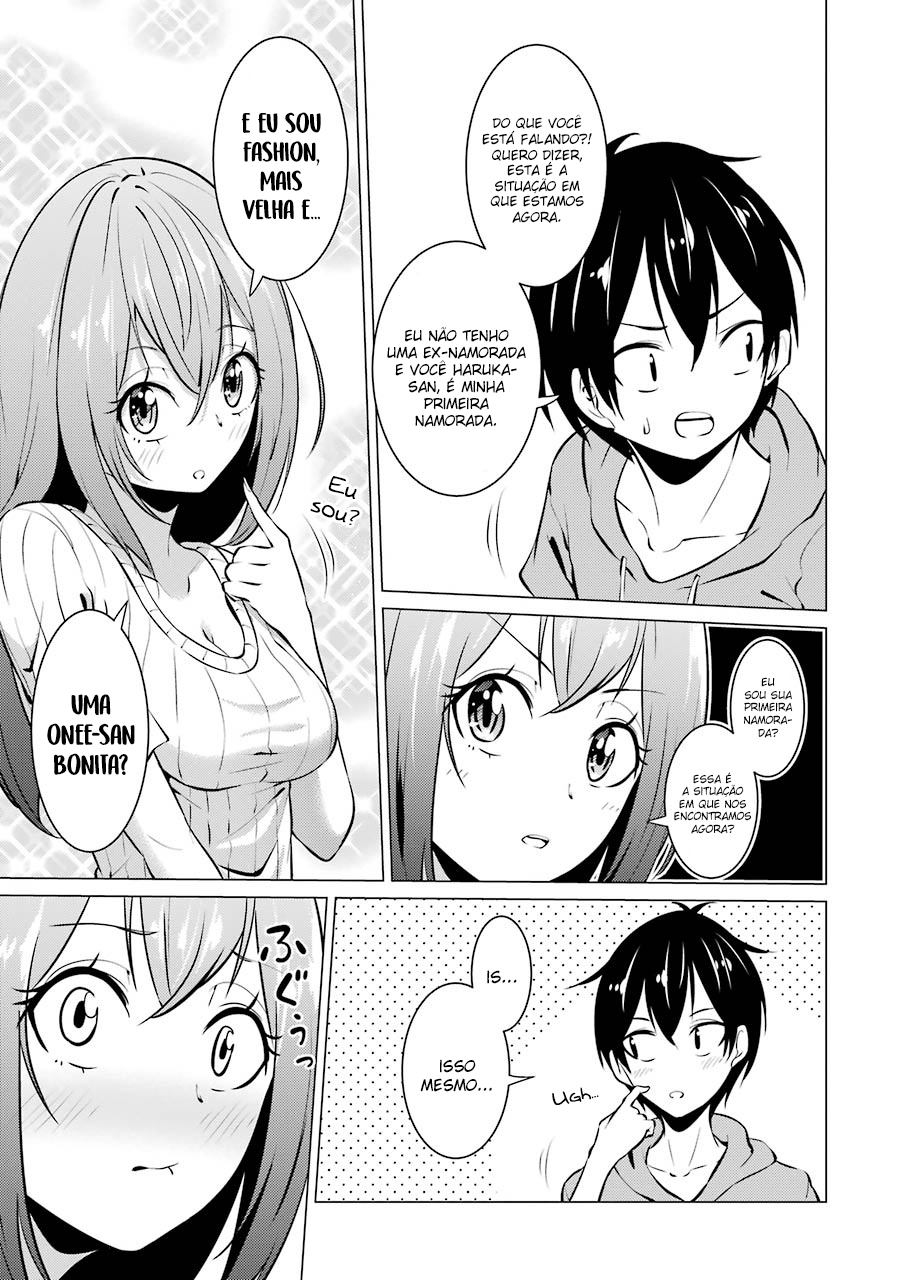 DO QUE VOCÊ
ESTÁ FALANDO?!
QUERO DIZER,
ESTA É A
SITUAÇÃO EM
QUE ESTAMOS
AGORA.
EU NÃO TENHO
UMA EX-NAMORADA
E VOCÊ HARUKA-
SAN, É MINHA
PRIMEIRA
NAMORADA.
E EU SOU
FASHION,
MAIS
VELHA E...
EU
SOU?
UMA
ONEE-SAN
BONITA?
EU
SOU SUA
PRIMEIRA
NAMORA-
DA?
ESSA É
A SITUAÇÃO
EM QUE NOS
ENCONTRAMOS
AGORA?
IS...
ISSO
MESMO...
UGH...
ふぐぅっ